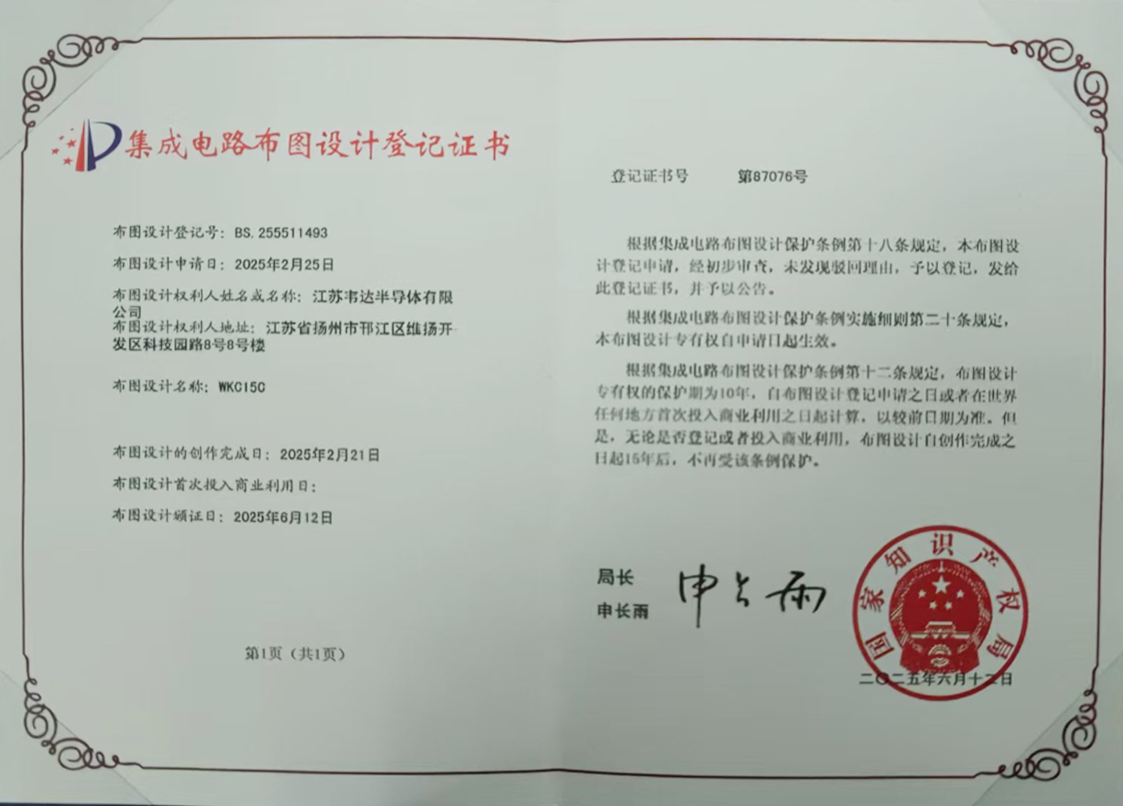 集成电路布图设计登记证书
布图设计登记号：BS.255511493
布图设计申请日：2025年2月25日
布图设计权利人姓名或名称：江苏韦达半导体有限
公司
布图设计权利人地址：江苏省扬州市邗江区维扬开
发区科技园路8号8号楼
布图设计名称：WKC15C
布图设计的创作完成日：2025年2月21日
布图设计首次投入商业利用日：
布图设计颁证日：2025年6月12日
第1页（共1页）
登记证书号 第87076号
根据集成电路布图设计保护条例第十八条规定，本布图设
计登记申请，经初步审查，未发现驳回理由，予以登记，发给
此登记证书，并予以公告。
根据集成电路布图设计保护条例实施细则第二十条规定，
本布图设计专有权自申请日起生效。
根据集成电路布图设计保护条例第十二条规定，布图设计
专有权的保护期为10年，自布图设计登记申请之日或者在世界
任何地方首次投入商业利用之日起计算，以较前日期为准。但
是，无论是否登记或者投入商业利用，布图设计自创作完成之
日起15年后，不再受该条例保护。
局长
申长雨
申长雨
国家知识产权局
二〇二五年六月十二日